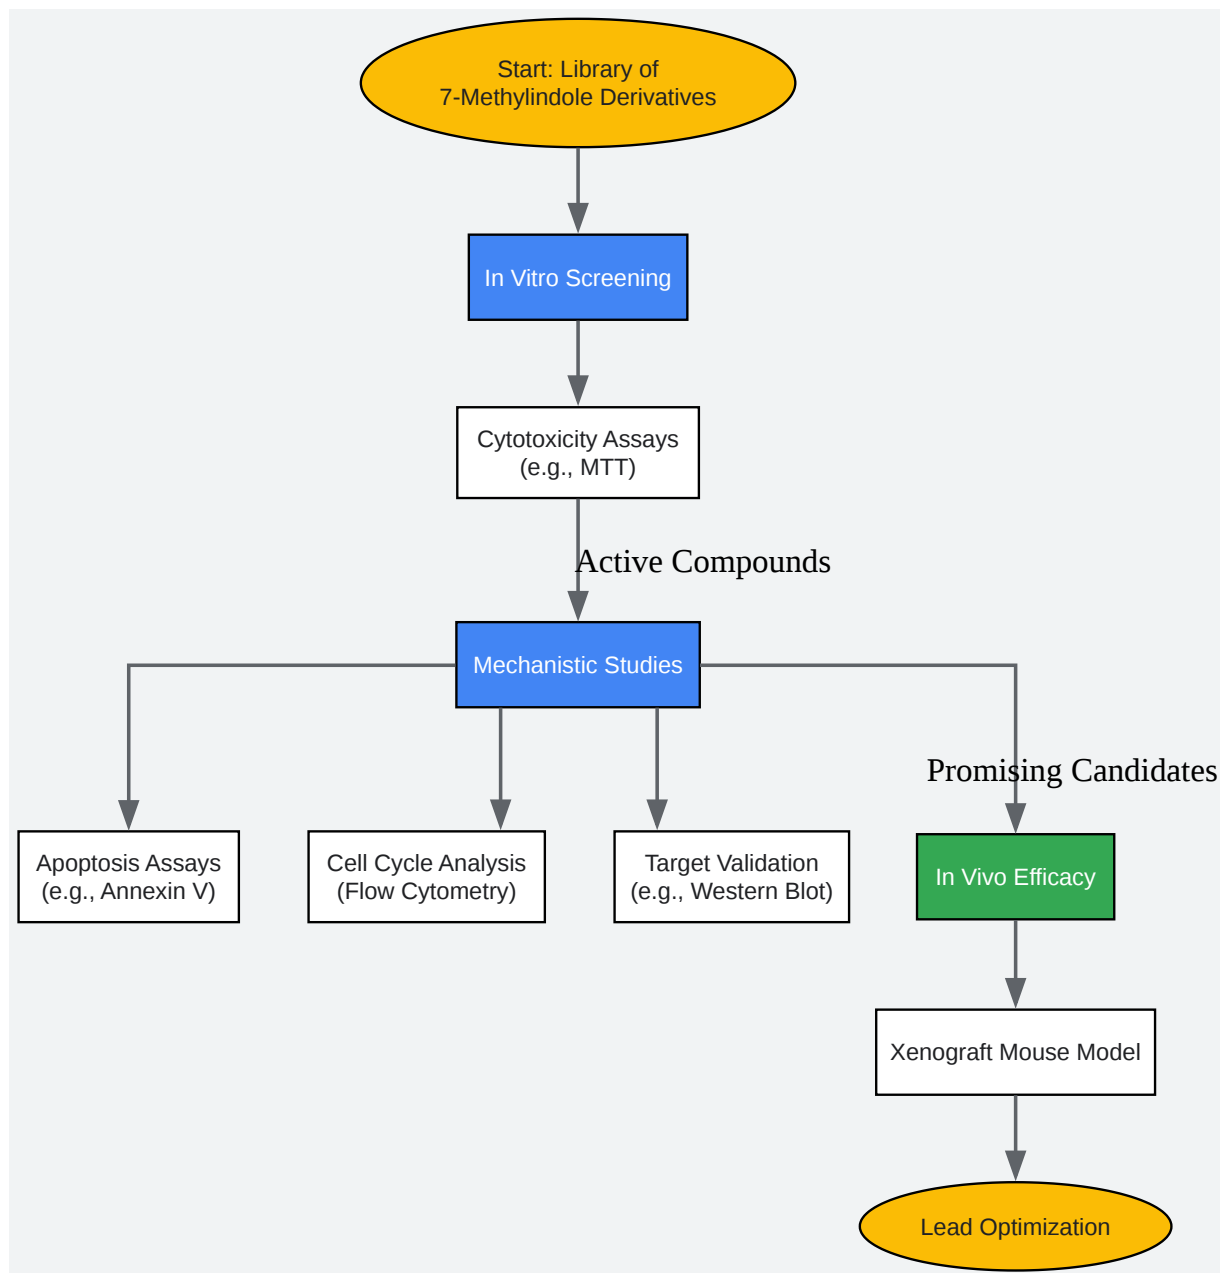 Start: Library of
7-Methylindole Derivatives
In Vitro Screening
Cytotoxicity Assays
(e.g., MTT)
Active Compounds
Mechanistic Studies
Promising Candidates
Apoptosis Assays
(e.g., Annexin V)
Cell Cycle Analysis
(Flow Cytometry)
Target Validation
(e.g., Western Blot)
In Vivo Efficacy
Xenograft Mouse Model
Lead Optimization